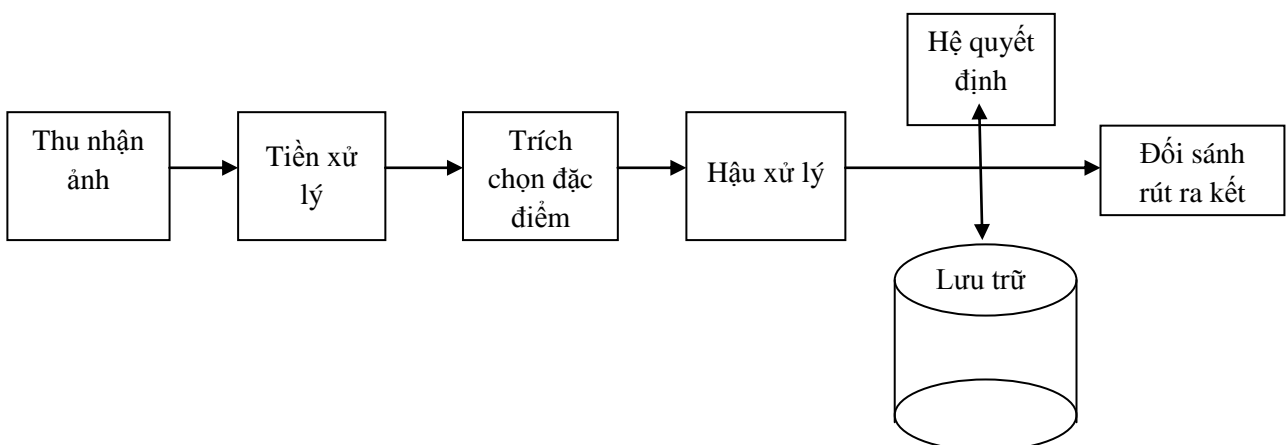 Hệ quyết
định
Thu nhận
ảnh
Tiền xử
lý
Trích
chọn đặc
điểm
Hậu xử lý
Đối sánh
rút ra kết
Lưu trữ